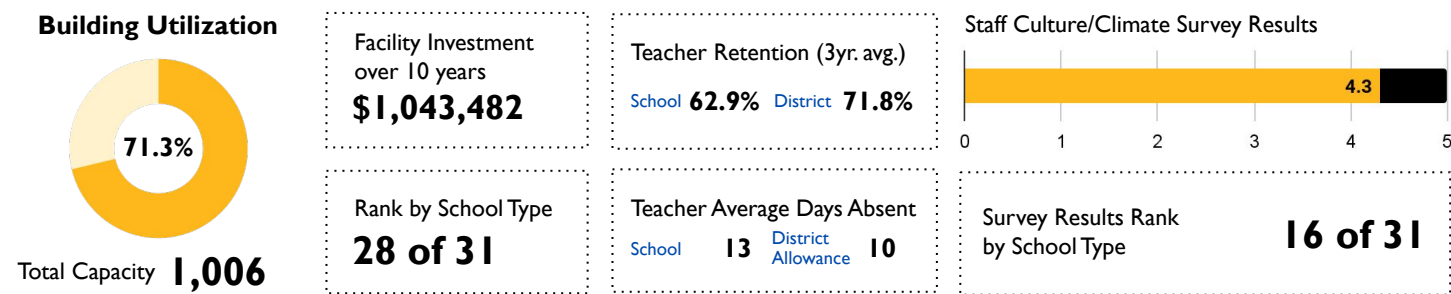 Building Utilization
71.3%
Total Capacity 1,006
Facility Investment
over 10 years
$1,043,482
Rank by School Type
28 of 31
Teacher Retention (3yr. avg.)
School 62.9% District 71.8%
Teacher Average Days Absent
School 13 District Allowance 10
Staff Culture/Climate Survey Results
4.3
0 1 2 3 4 5
Survey Results Rank
by School Type
16 of 31